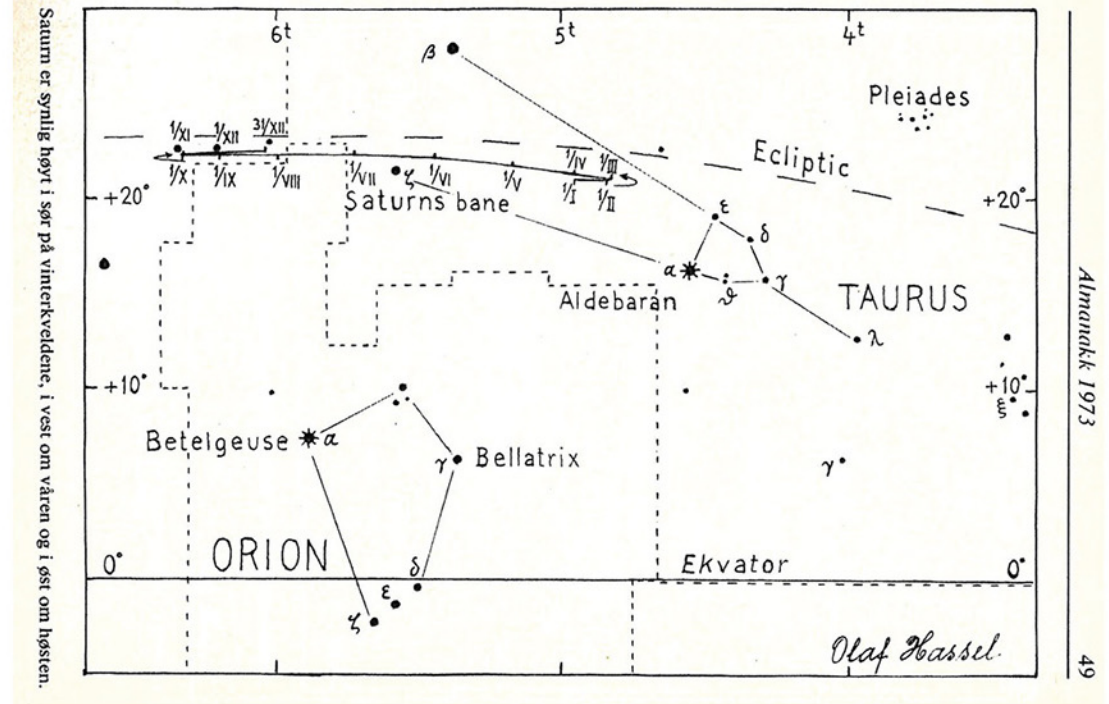 6ᵗ 5ᵗ 4ᵗ
β
Pleiades
1/XI 1/XII 31/XII
Ecliptic
1/IV 1/III
1/X 1/IX 1/VIII 1/VII ζ 1/VI 1/V 1/I 1/II
+20° +20°
Saturns bane
ε
δ
α
ϑ γ
Aldebaran
TAURUS
λ
+10° +10°
ξ
Betelgeuse α
γ Bellatrix
γ
ORION
0° δ Ekvator 0°
ε
ζ
Olaf Hassel.
Saturn er synlig høyt i sør på vinterkveldene, i vest om våren og i øst om høsten.
Almanakk 1973
49